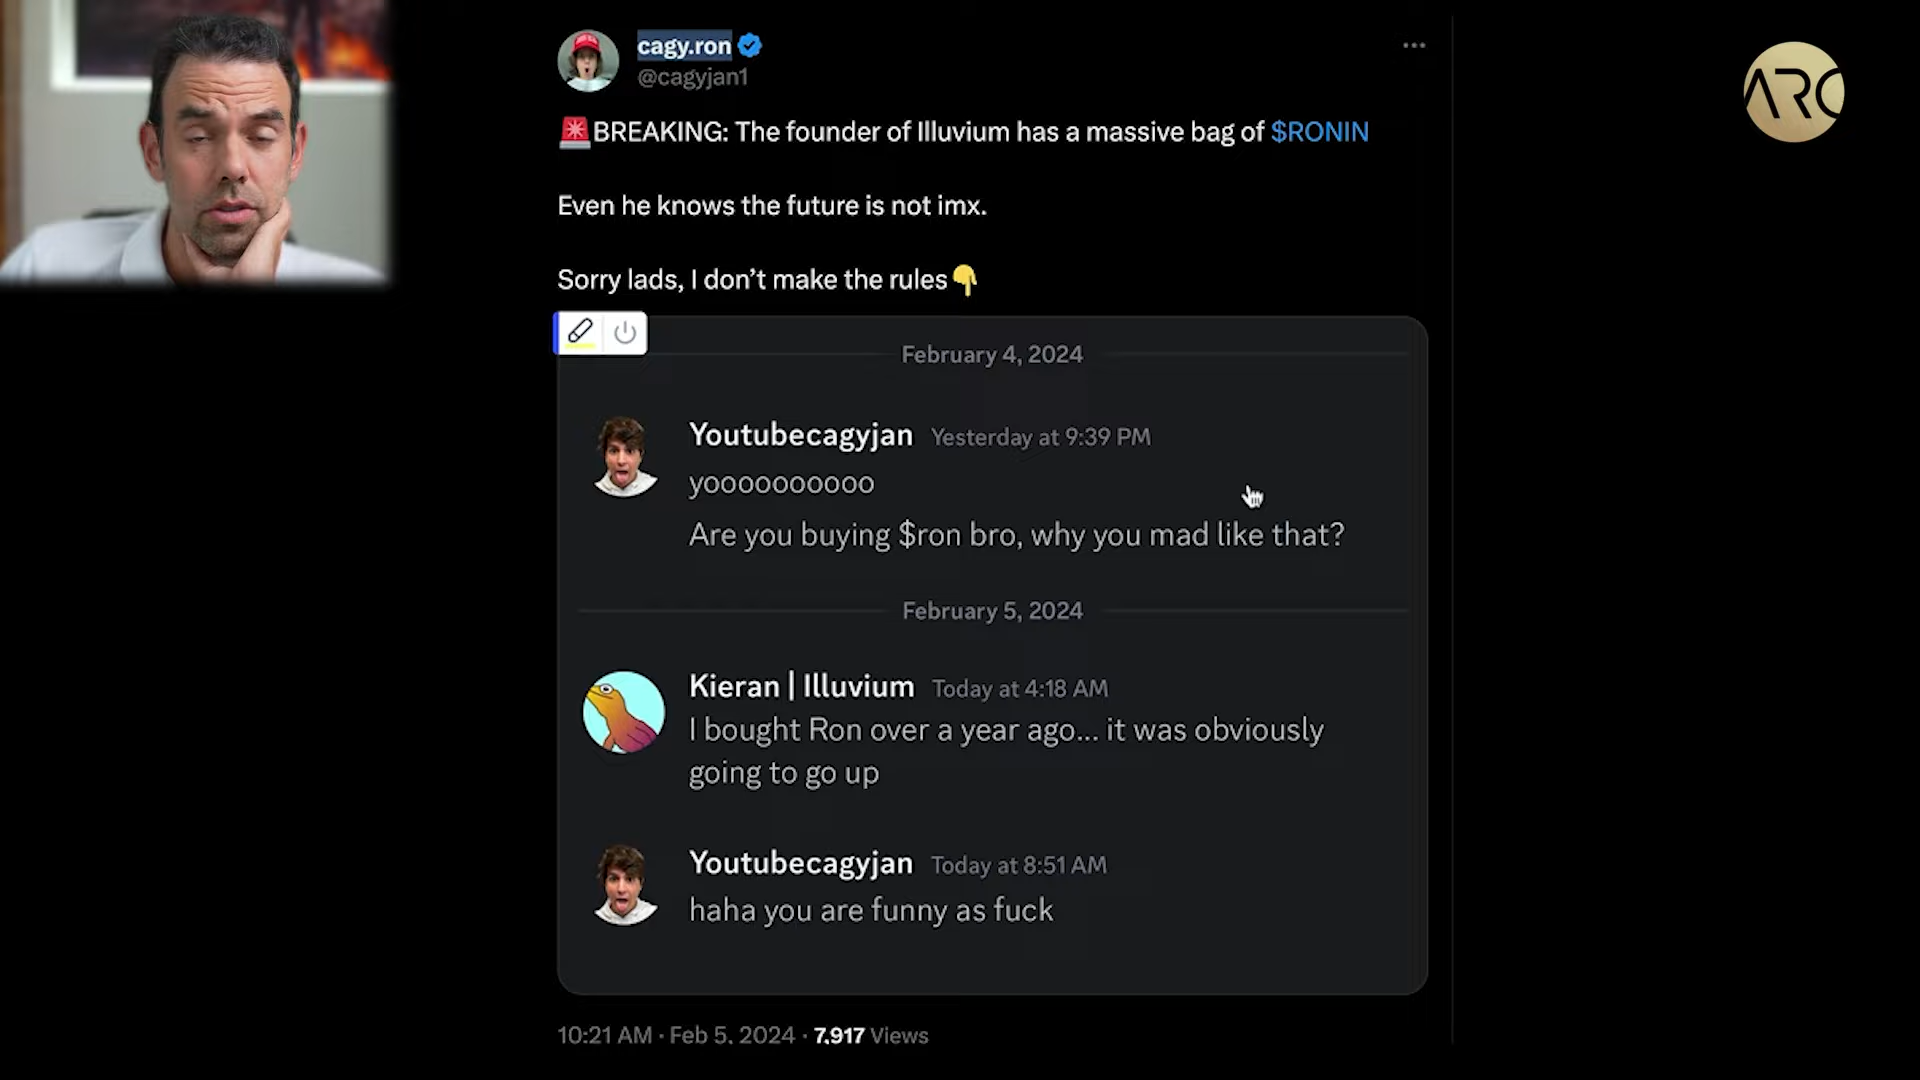 cagy.ron
@cagyjan1
ARC
🚨BREAKING: The founder of Illuvium has a massive bag of $RONIN
Even he knows the future is not imx.
Sorry lads, I don’t make the rules👇
February 4, 2024
Youtubecagyjan Yesterday at 9:39 PM
yoooooooooo
Are you buying $ron bro, why you mad like that?
February 5, 2024
Kieran | Illuvium Today at 4:18 AM
I bought Ron over a year ago... it was obviously
going to go up
Youtubecagyjan Today at 8:51 AM
haha you are funny as fuck
10:21 AM · Feb 5, 2024 · 7,917 Views